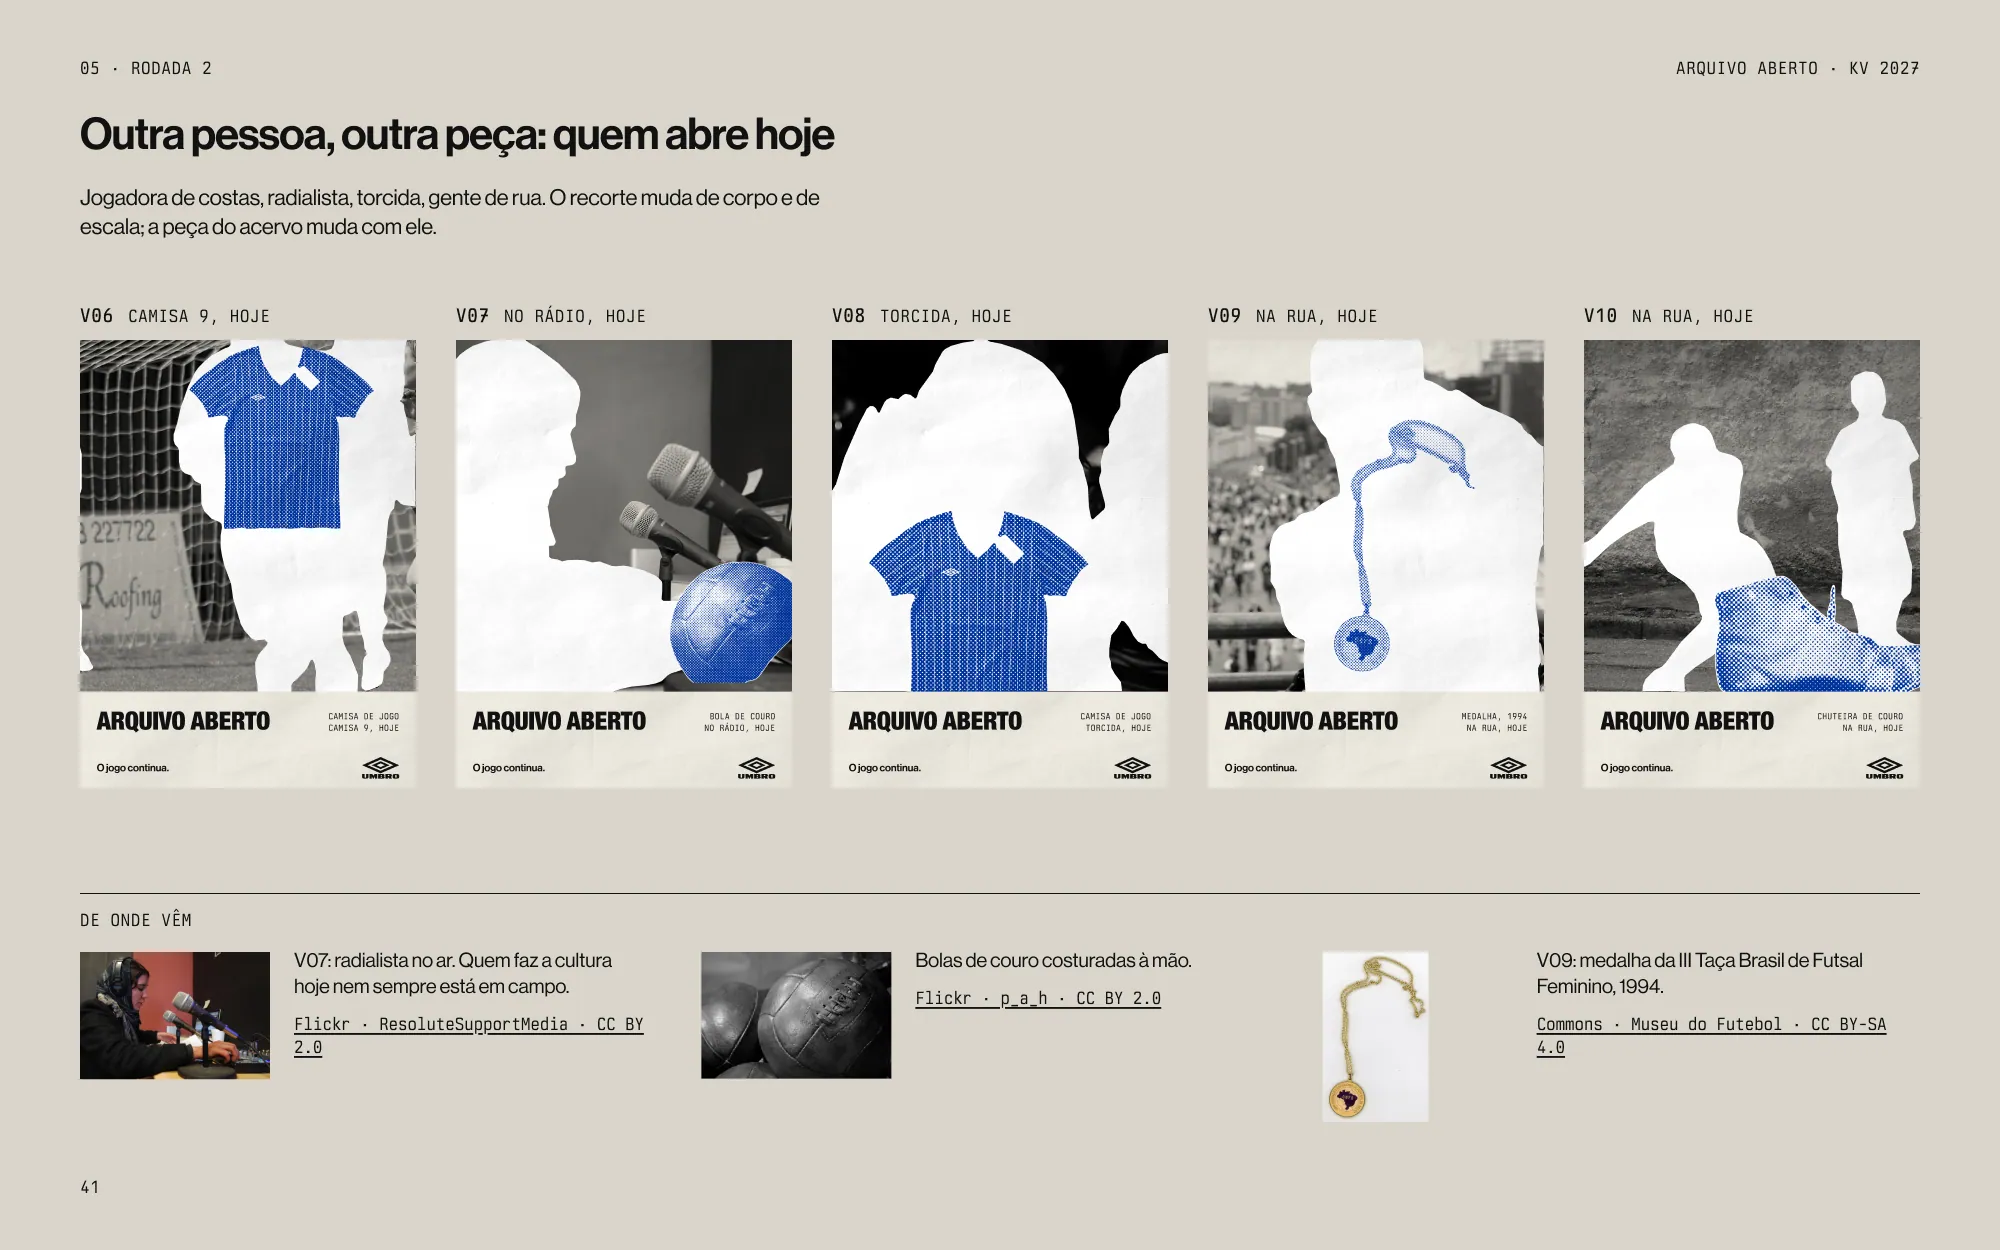 05 · RODADA 2
ARQUIVO ABERTO · KV 2027
Outra pessoa, outra peça: quem abre hoje
Jogadora de costas, radialista, torcida, gente de rua. O recorte muda de corpo e de
escala; a peça do acervo muda com ele.
V06 CAMISA 9, HOJE
V07 NO RÁDIO, HOJE
V08 TORCIDA, HOJE
V09 NA RUA, HOJE
V10 NA RUA, HOJE
3 227722
Roofing
ARQUIVO ABERTO
CAMISA DE JOGO
CAMISA 9, HOJE
O jogo continua.
UMBRO
ARQUIVO ABERTO
BOLA DE COURO
NO RÁDIO, HOJE
O jogo continua.
UMBRO
ARQUIVO ABERTO
CAMISA DE JOGO
TORCIDA, HOJE
O jogo continua.
UMBRO
ARQUIVO ABERTO
MEDALHA, 1994
NA RUA, HOJE
O jogo continua.
UMBRO
ARQUIVO ABERTO
CHUTEIRA DE COURO
NA RUA, HOJE
O jogo continua.
UMBRO
DE ONDE VÊM
V07: radialista no ar. Quem faz a cultura
hoje nem sempre está em campo.
Flickr · ResoluteSupportMedia · CC BY
2.0
Bolas de couro costuradas à mão.
Flickr · p_a_h · CC BY 2.0
V09: medalha da III Taça Brasil de Futsal
Feminino, 1994.
Commons · Museu do Futebol · CC BY-SA
4.0
41